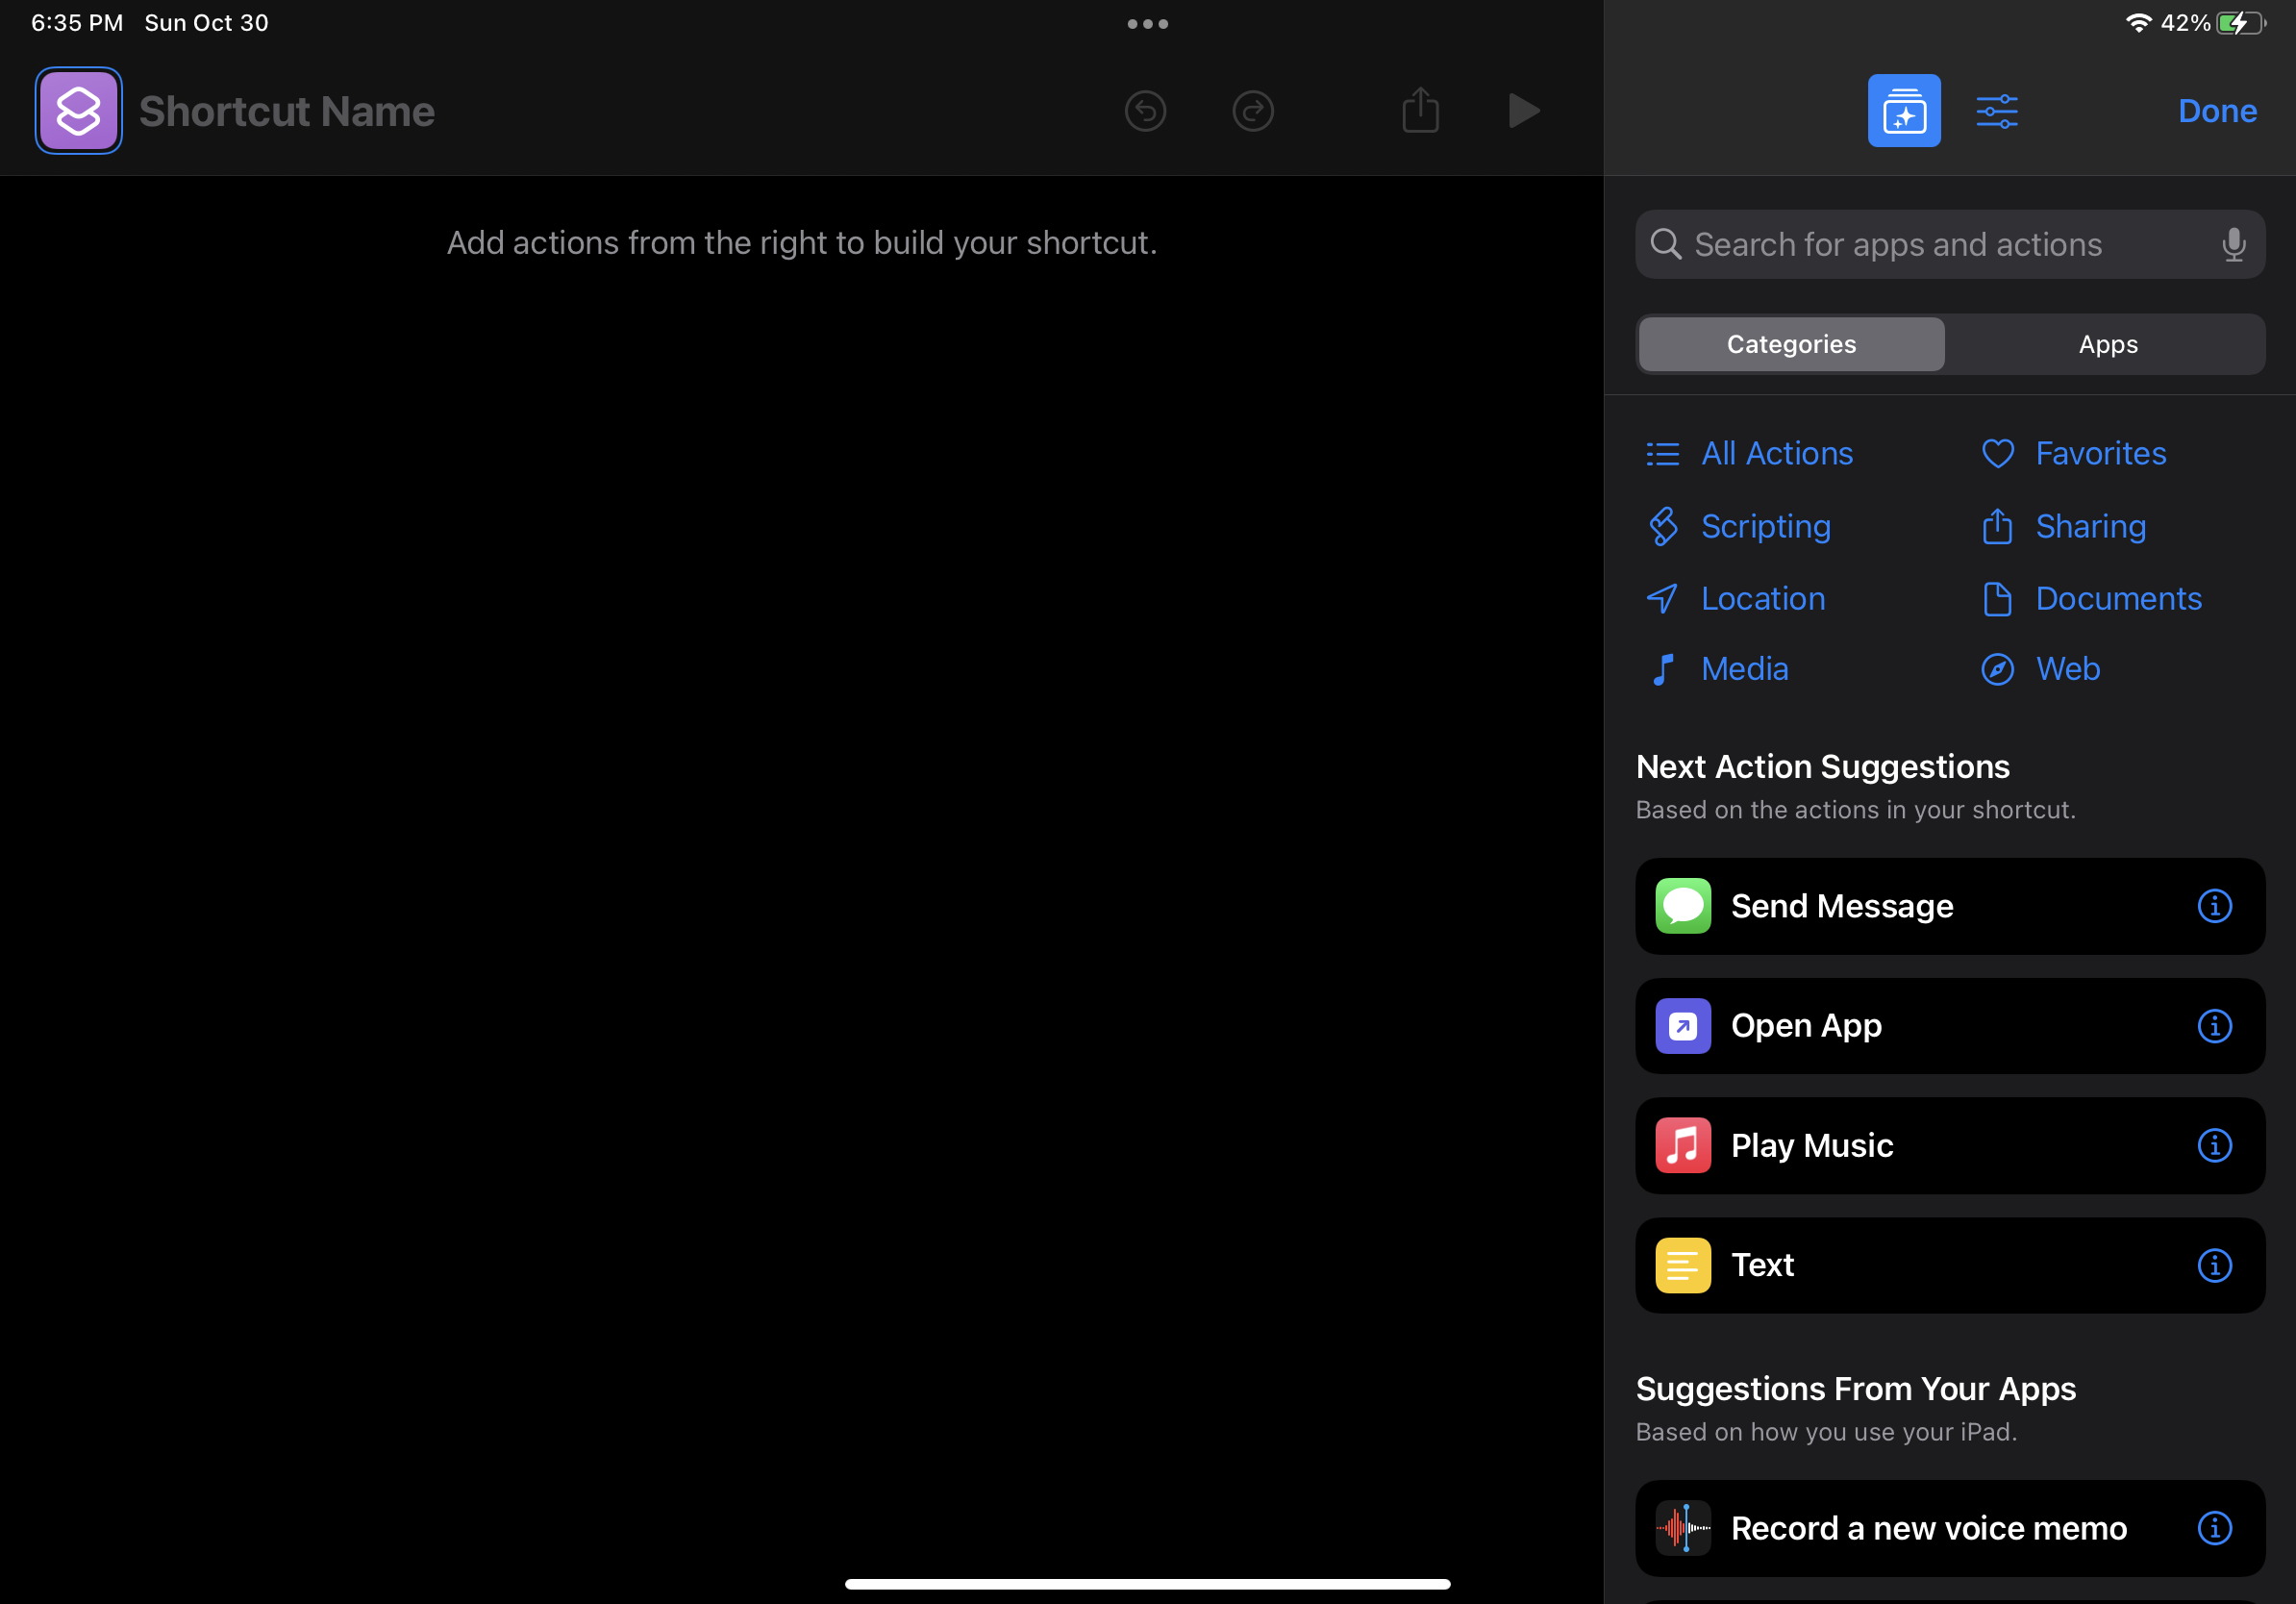 6:35 PM Sun Oct 30
42%
Shortcut Name
Done
Add actions from the right to build your shortcut.
Search for apps and actions
Categories
Apps
All Actions
Favorites
Scripting
Sharing
Location
Documents
Media
Web
Next Action Suggestions
Based on the actions in your shortcut.
Send Message
Open App
Play Music
Text
Suggestions From Your Apps
Based on how you use your iPad.
Record a new voice memo